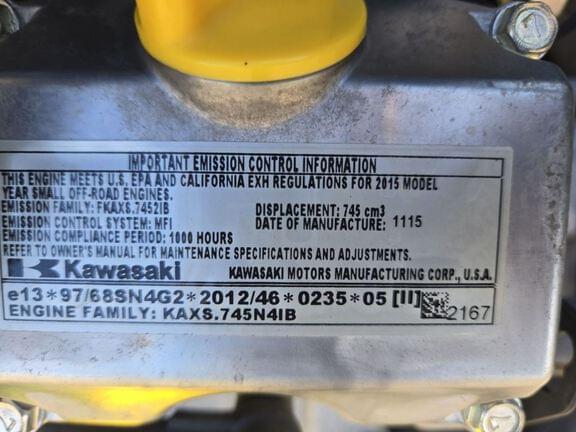 IMPORTANT EMISSION CONTROL INFORMATION
THIS ENGINE MEETS U.S. EPA AND CALIFORNIA EXH REGULATIONS FOR 2015 MODEL
YEAR SMALL OFF-ROAD ENGINES.
EMISSION FAMILY: FKAXS.7452IB DISPLACEMENT: 745 cm³
EMISSION CONTROL SYSTEM: MFI DATE OF MANUFACTURE: 1115
EMISSION COMPLIANCE PERIOD: 1000 HOURS
REFER TO OWNER'S MANUAL FOR MAINTENANCE SPECIFICATIONS AND ADJUSTMENTS.
Kawasaki KAWASAKI MOTORS MANUFACTURING CORP., U.S.A.
e13*97/68SN4G2*2012/46*0235*05 [II]
2167
ENGINE FAMILY: KAXS.745N4IB